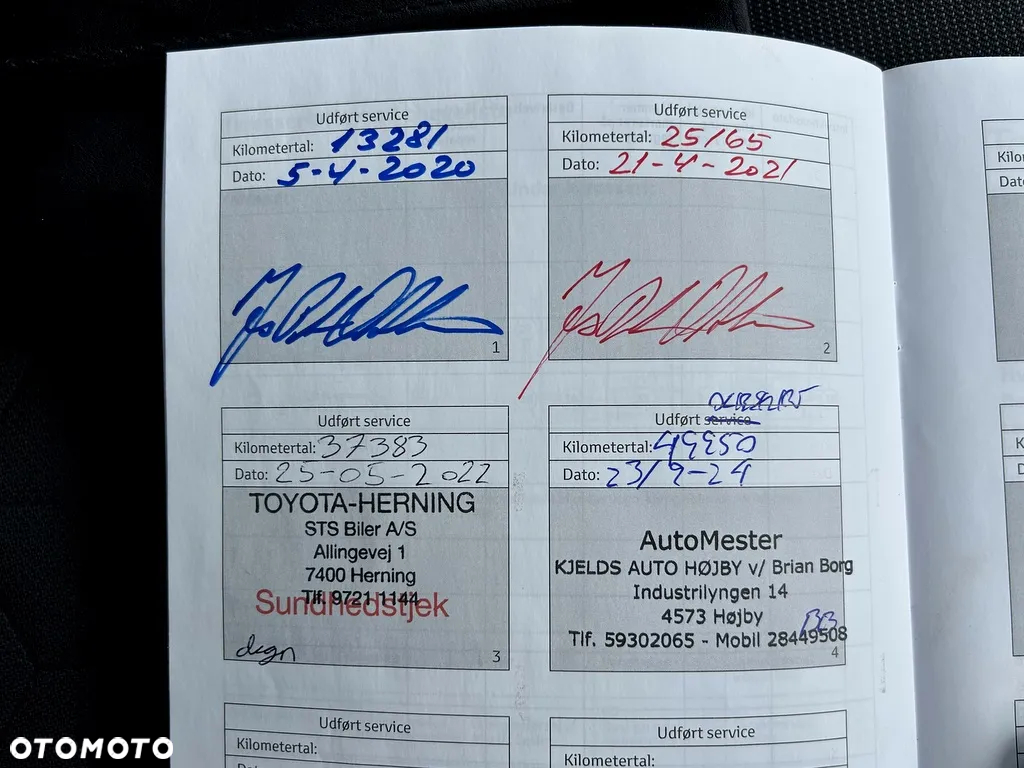 Udført service
Kilometertal: 13281
Dato: 5-4-2020
1
Udført service
Kilometertal: 25165
Dato: 21-4-2021
2
Udført service
Kilometertal: 37383
Dato: 25-05-2022
TOYOTA-HERNING
STS Biler A/S
Allingevej 1
7400 Herning
Tlf. 9721 1144
Sundhedstjek
3
Udført service
Kilometertal: 49950
Dato: 23/9-24
AutoMester
KJELDS AUTO HØJBY v/ Brian Borg
Industrilyngen 14
4573 Højby
BB
Tlf. 59302065 - Mobil 28449508
4
Udført service
Kilometertal:
Udført service
Kilometertal:
OTOMOTO